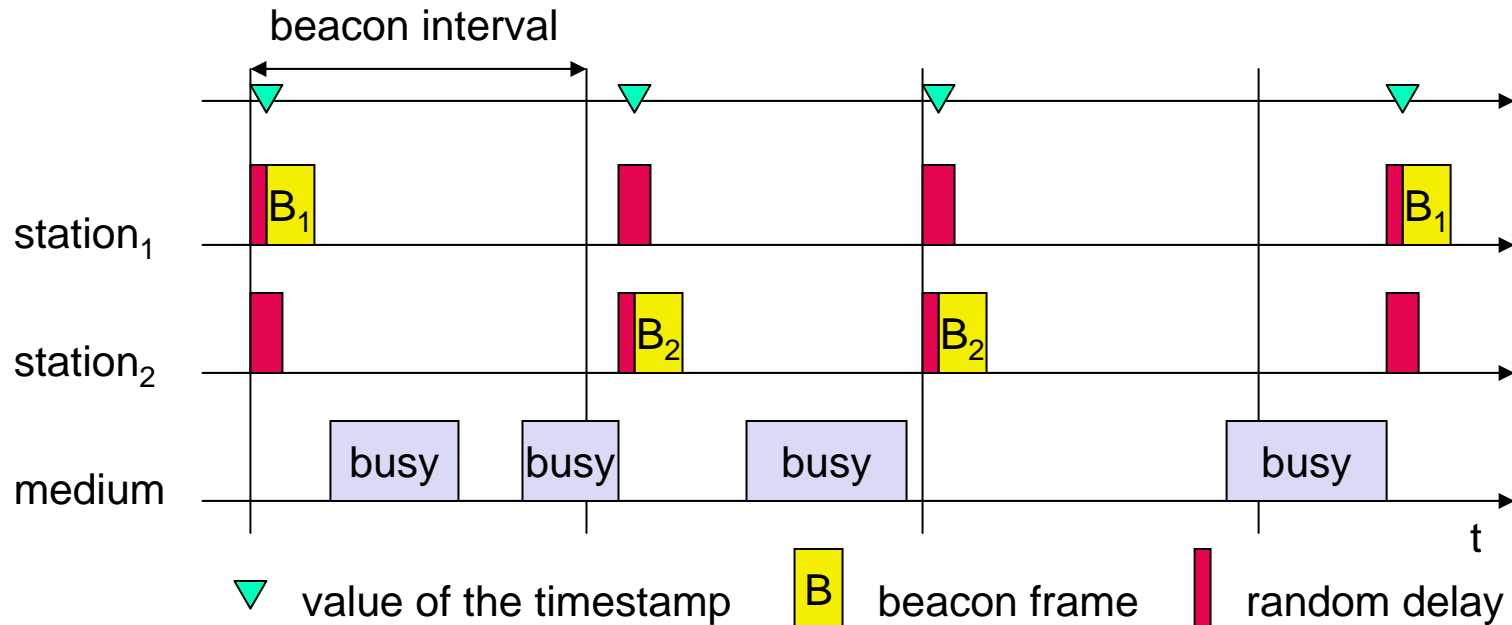 beacon interval
B₁ B₁
station₁
B₂ B₂
station₂
busy busy busy busy
medium
t
value of the timestamp B beacon frame random delay